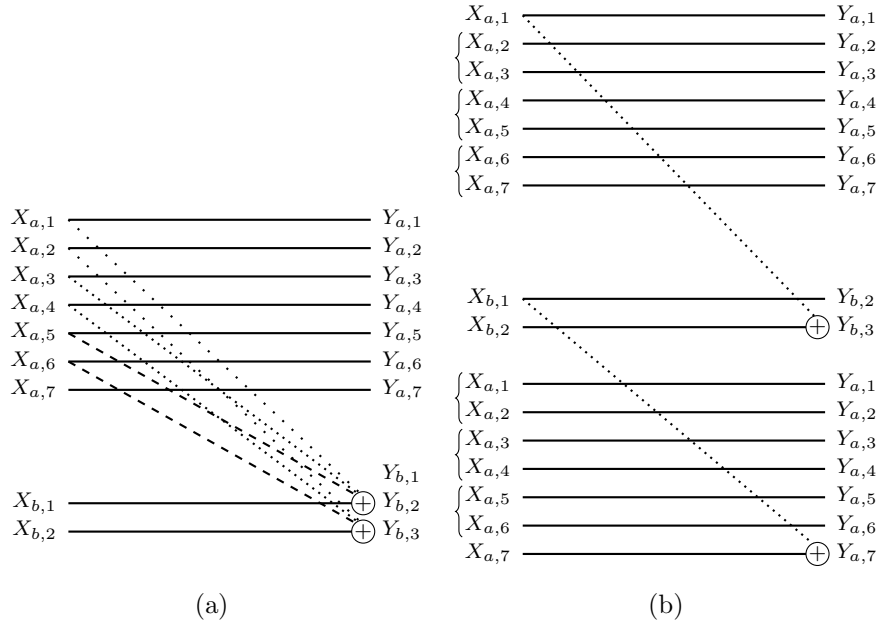 X_{a,1} Y_{a,1}
X_{a,2} Y_{a,2}
X_{a,3} Y_{a,3}
X_{a,4} Y_{a,4}
X_{a,5} Y_{a,5}
X_{a,6} Y_{a,6}
X_{a,7} Y_{a,7}
Y_{b,1}
X_{b,1} + Y_{b,2}
X_{b,2} + Y_{b,3}
(a)
X_{a,1} Y_{a,1}
X_{a,2} Y_{a,2}
X_{a,3} Y_{a,3}
X_{a,4} Y_{a,4}
X_{a,5} Y_{a,5}
X_{a,6} Y_{a,6}
X_{a,7} Y_{a,7}
X_{b,1} Y_{b,2}
X_{b,2} + Y_{b,3}
X_{a,1} Y_{a,1}
X_{a,2} Y_{a,2}
X_{a,3} Y_{a,3}
X_{a,4} Y_{a,4}
X_{a,5} Y_{a,5}
X_{a,6} Y_{a,6}
X_{a,7} + Y_{a,7}
(b)